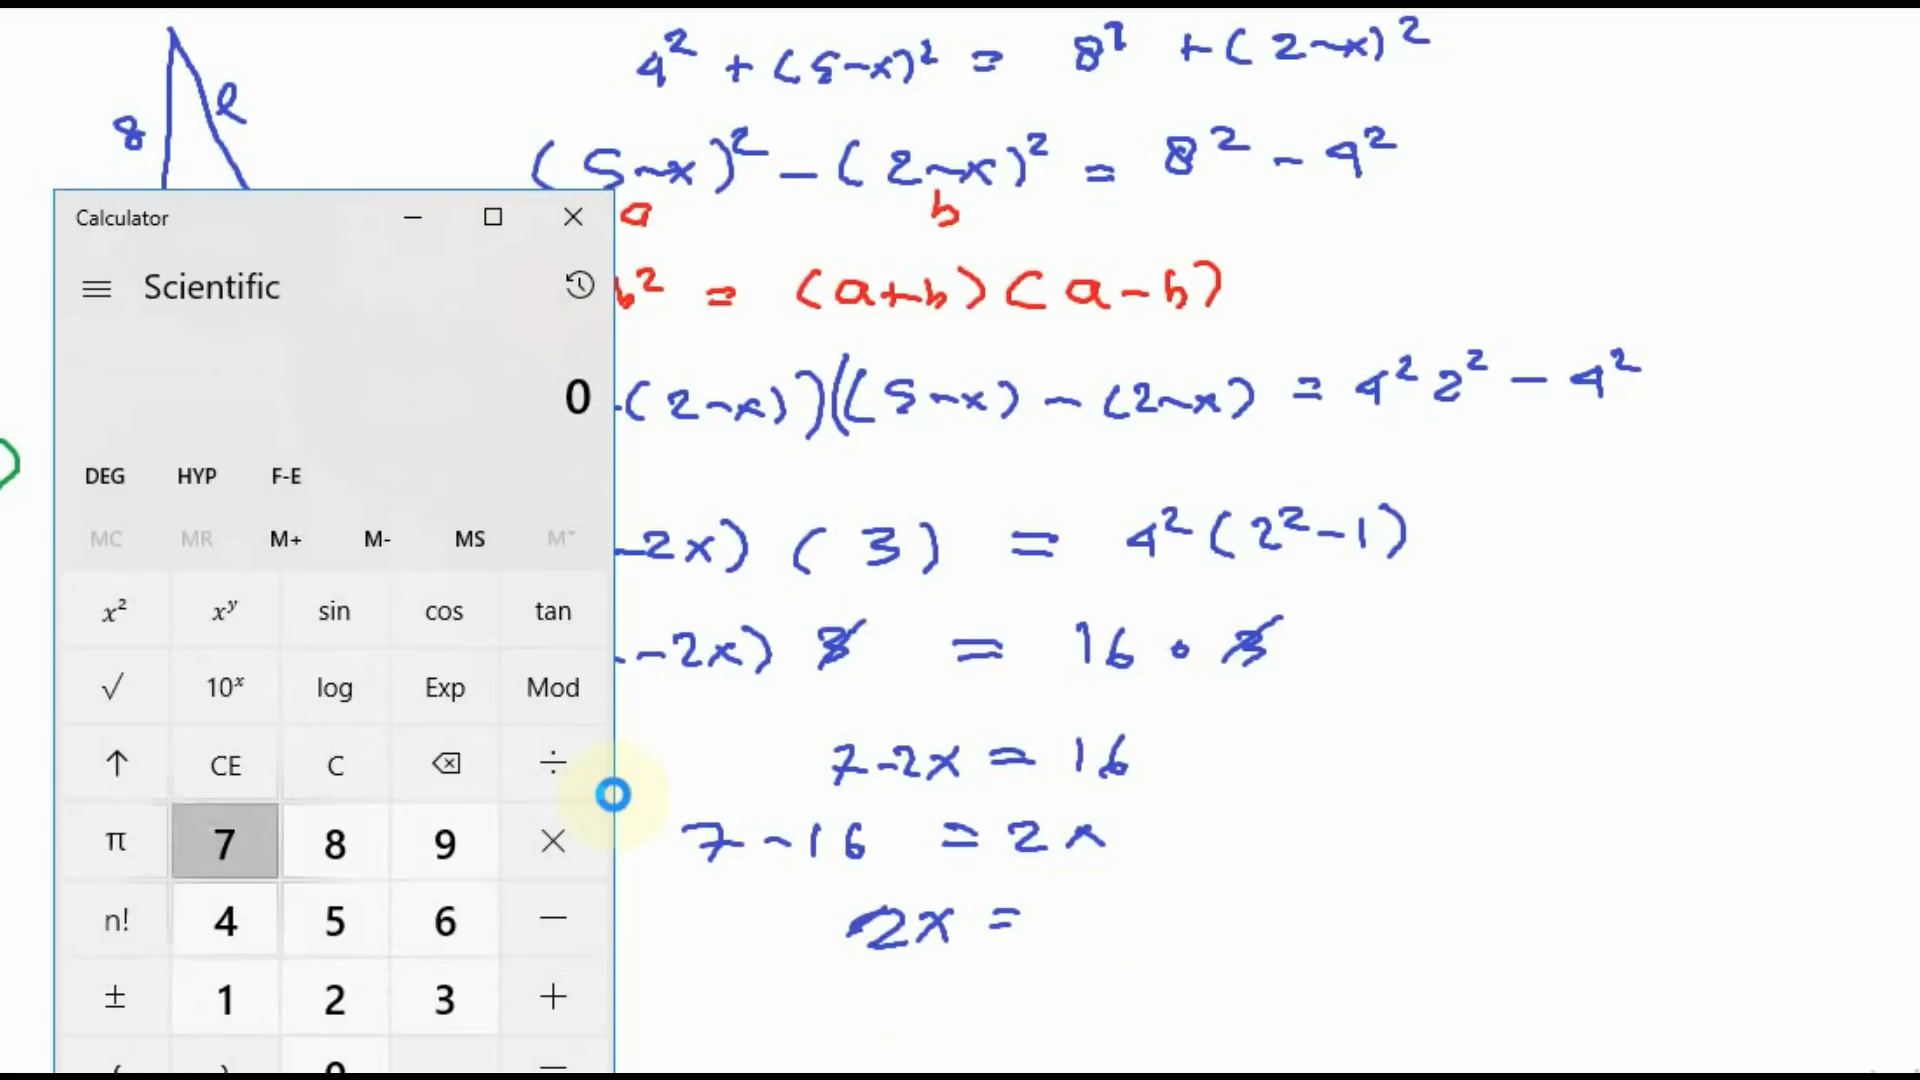 4² + (5-x)² = 8² + (2-x)²
8
l
(5-x)² - (2-x)² = 8² - 4²
a
b
b² = (a+b)(a-b)
(2-x))((5-x) - (2-x) = 4² 2² - 4²
-2x) (3) = 4² (2² - 1)
-2x) 3 = 16 · 3
7-2x = 16
7-16 = 2x
2x =
Calculator
Scientific
0
DEG HYP F-E
MC MR M+ M- MS M˅
x² xʸ sin cos tan
√ 10ˣ log Exp Mod
↑ CE C ⌫ ÷
π 7 8 9 ×
n! 4 5 6 −
± 1 2 3 +
( ) 0